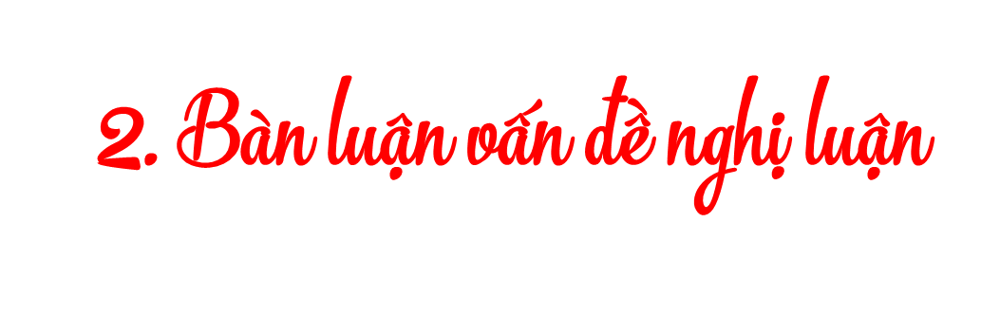 2. Bàn luận vấn đề nghị luận